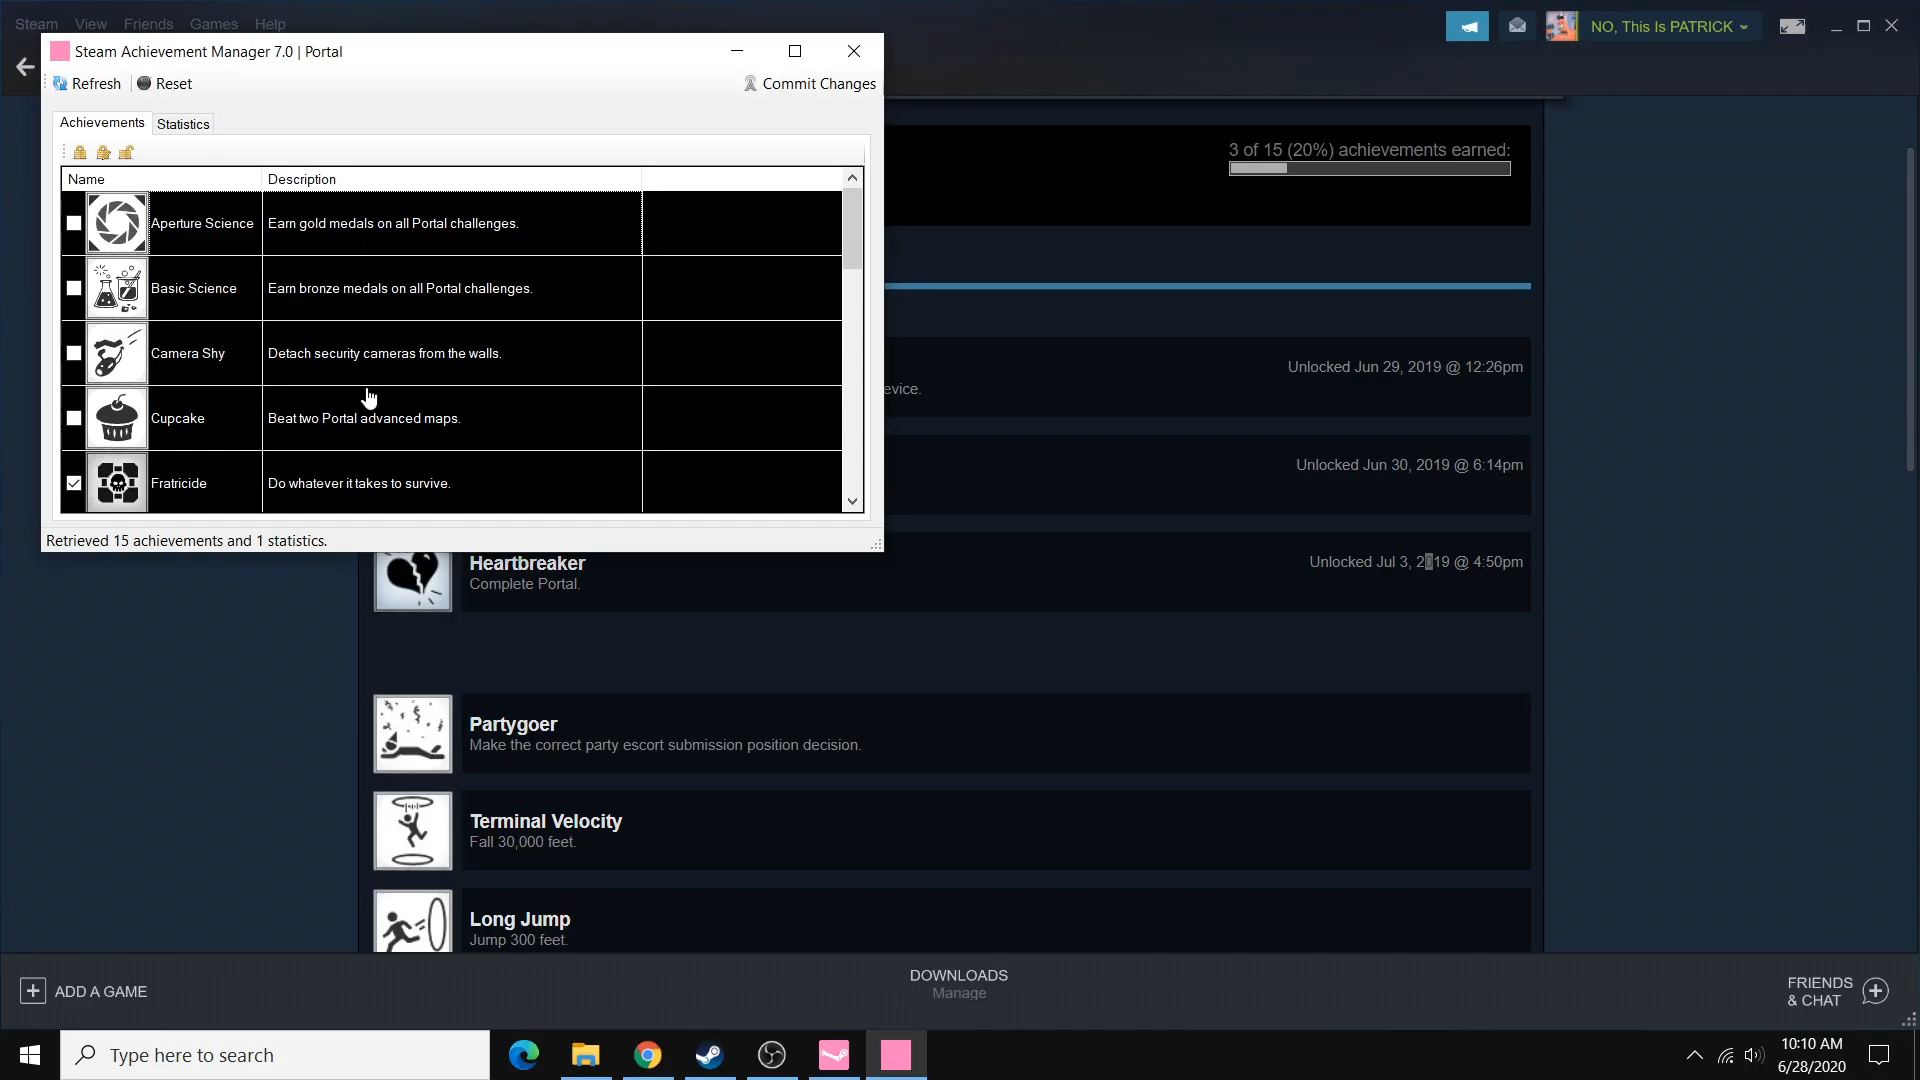 Steam View Friends Games Help
NO, This Is PATRICK
Steam Achievement Manager 7.0 | Portal
Refresh Reset Commit Changes
Achievements Statistics
Name Description
Aperture Science Earn gold medals on all Portal challenges.
Basic Science Earn bronze medals on all Portal challenges.
Camera Shy Detach security cameras from the walls.
Cupcake Beat two Portal advanced maps.
Fratricide Do whatever it takes to survive.
Retrieved 15 achievements and 1 statistics.
3 of 15 (20%) achievements earned:
Unlocked Jun 29, 2019 @ 12:26pm
evice.
Unlocked Jun 30, 2019 @ 6:14pm
Heartbreaker
Complete Portal.
Unlocked Jul 3, 2019 @ 4:50pm
Partygoer
Make the correct party escort submission position decision.
Terminal Velocity
Fall 30,000 feet.
Long Jump
Jump 300 feet.
ADD A GAME
DOWNLOADS
Manage
FRIENDS
& CHAT
Type here to search
10:10 AM
6/28/2020